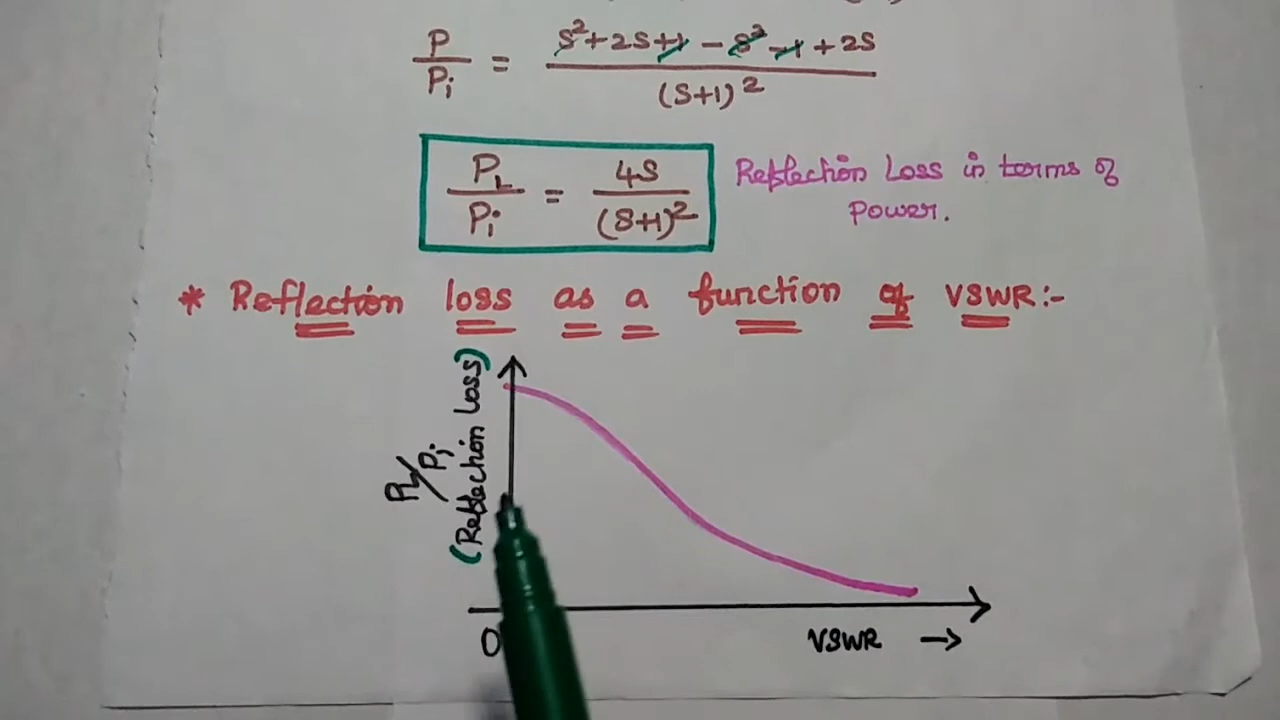 P/Pi = S²+2S+1 - S² - 1 + 2S / (S+1)²
PL/Pi = 4S/(S+1)² Reflection Loss in terms of
Power.
* Reflection loss as a function of VSWR:-
PL/Pi
(Reflection Loss)
0
VSWR →